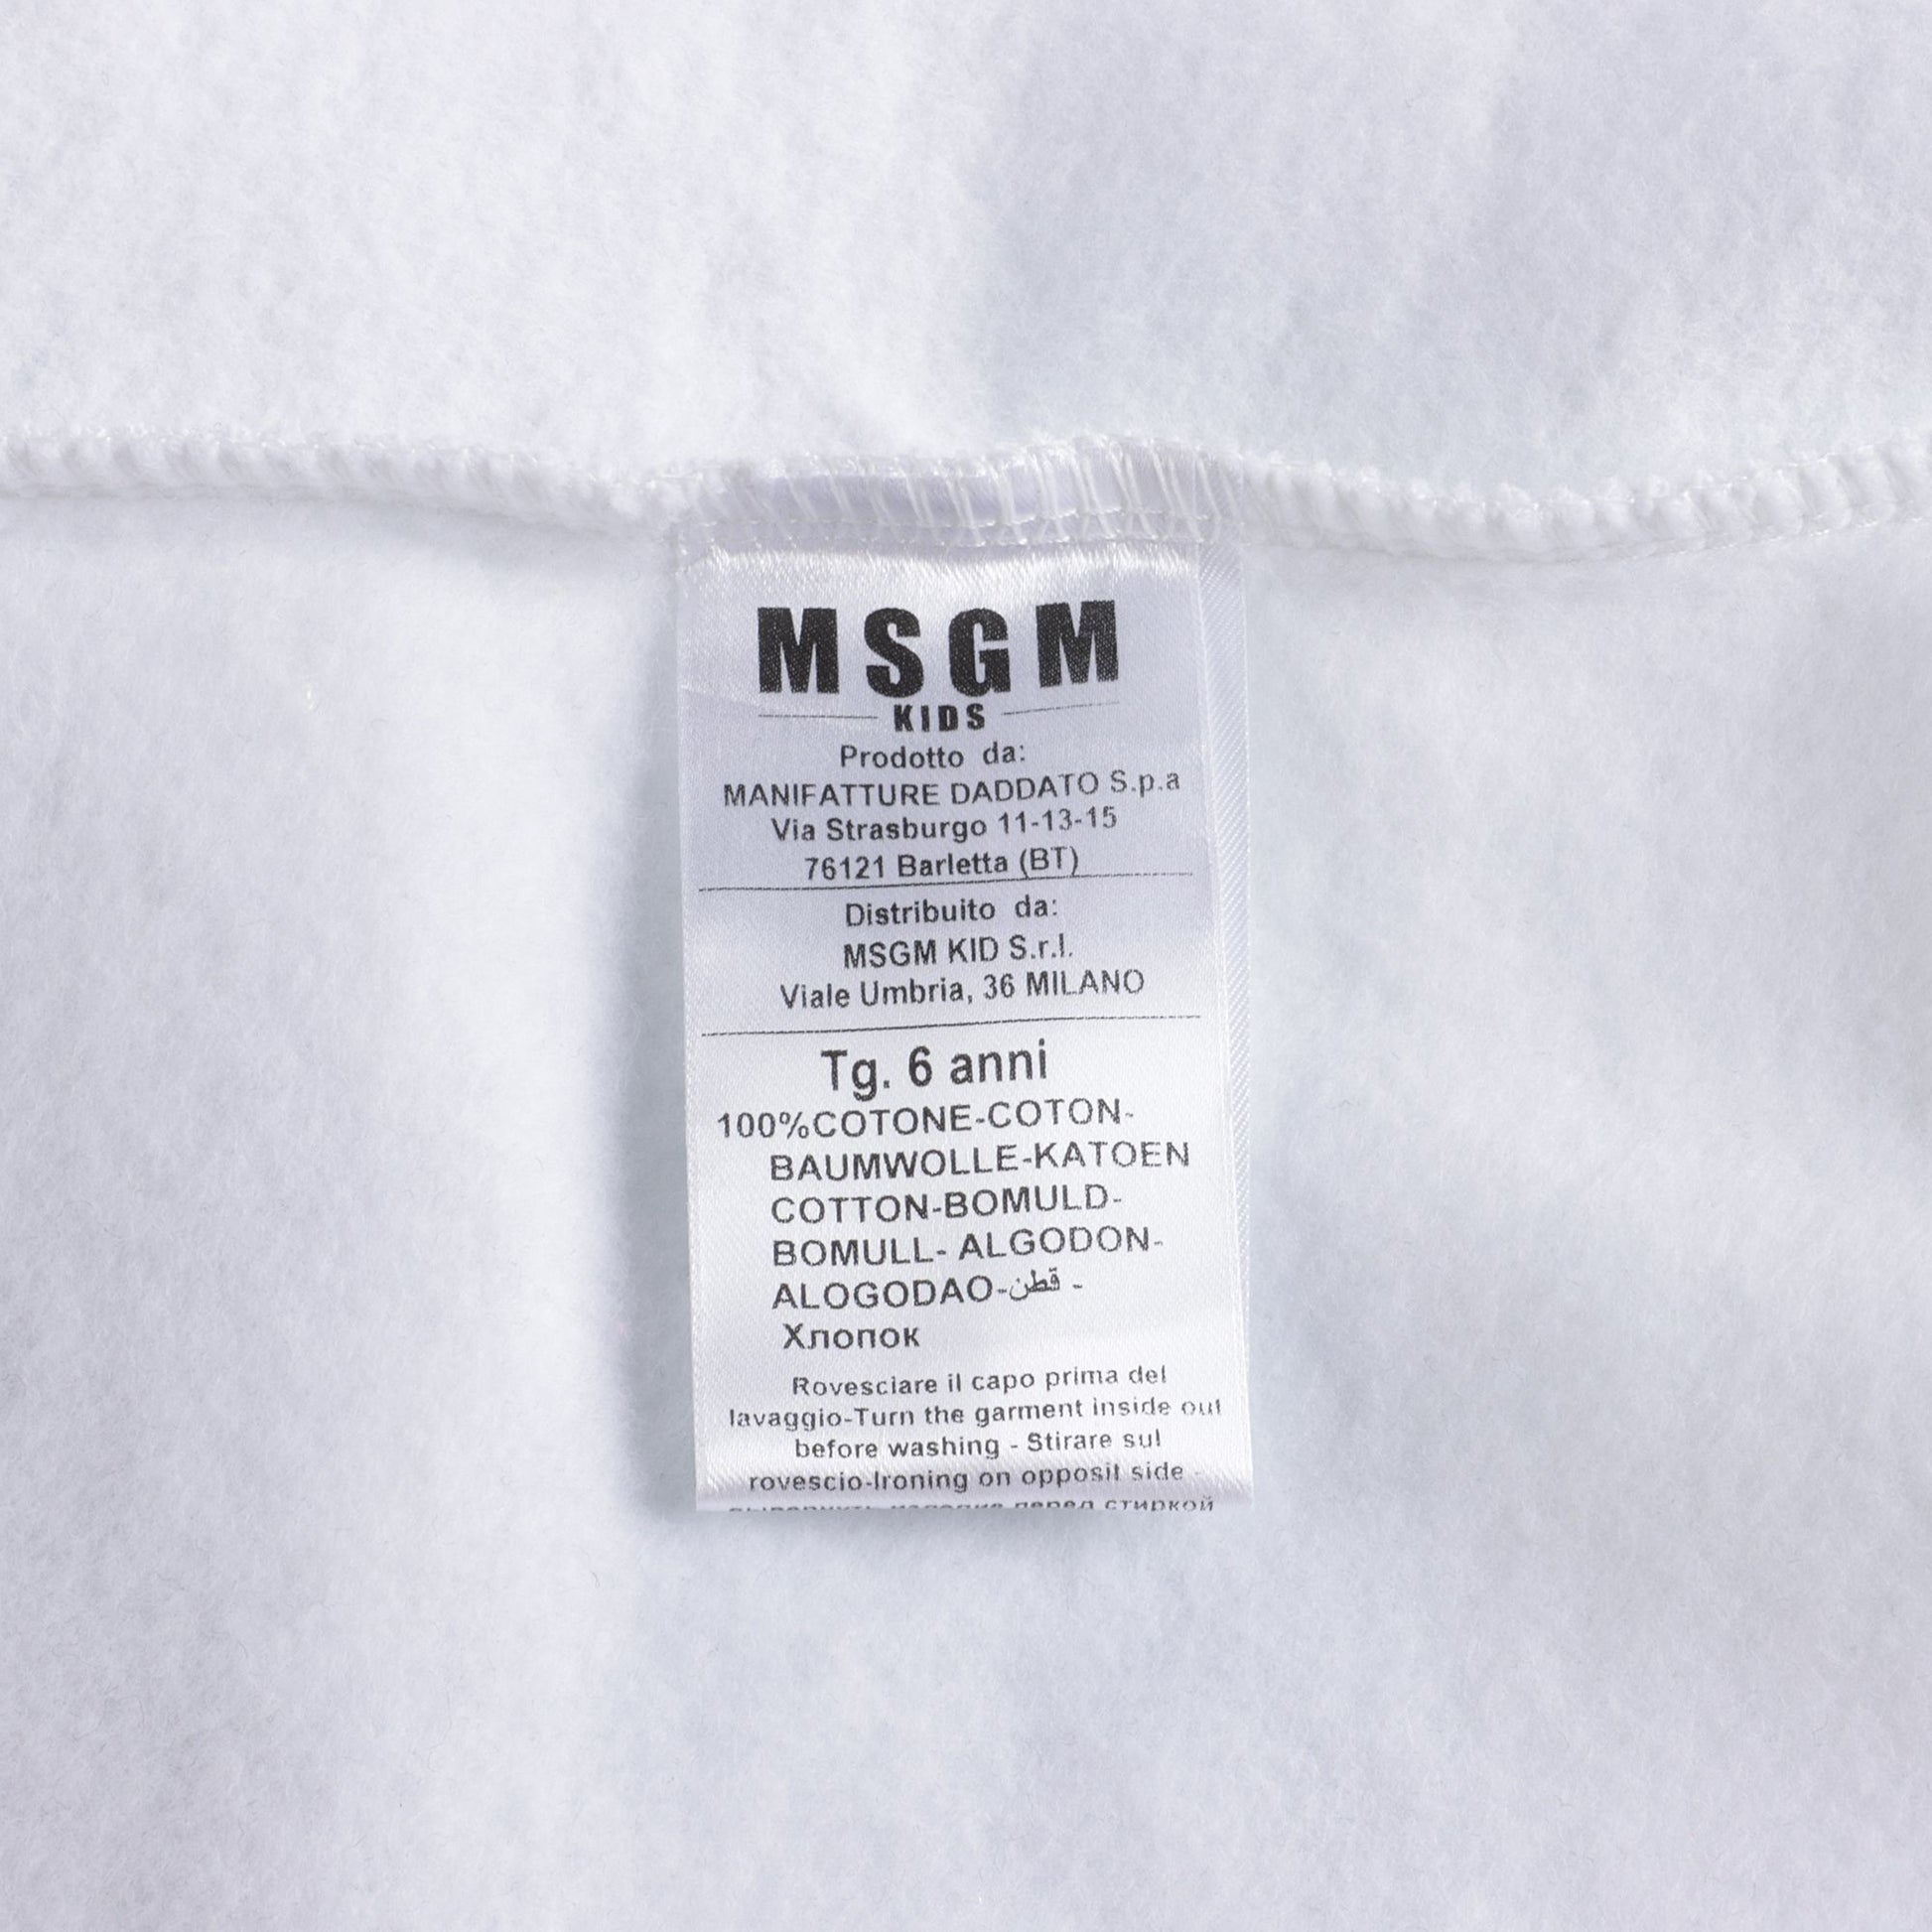 MSGM
KIDS
Prodotto da:
MANIFATTURE DADDATO S.p.a
Via Strasburgo 11-13-15
76121 Barletta (BT)
Distribuito da:
MSGM KID S.r.l.
Viale Umbria, 36 MILANO
Tg. 6 anni
100%COTONE-COTON-
BAUMWOLLE-KATOEN
COTTON-BOMULD-
BOMULL- ALGODON-
ALOGODAO-قطن -
Хлопок
Rovesciare il capo prima del
lavaggio-Turn the garment inside out
before washing - Stirare sul
rovescio-Ironing on opposit side -
перед стиркой